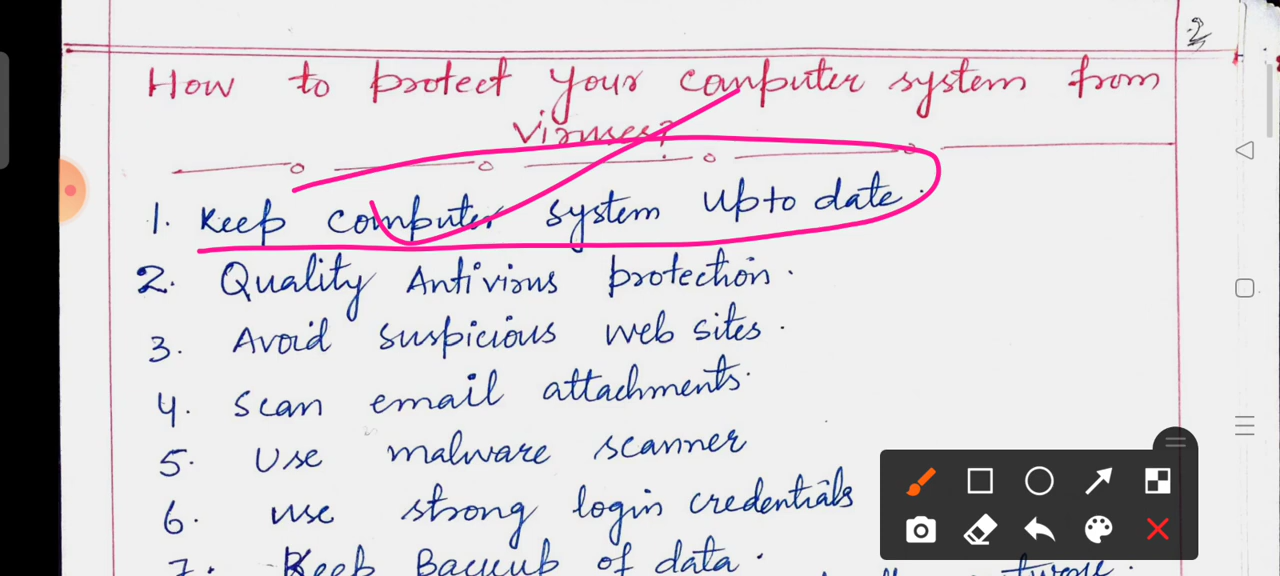 2
How to protect your computer system from
Viruses?
1. Keep computer system Upto date.
2. Quality Antivirus protection.
3. Avoid suspicious web sites.
4. Scan email attachments.
5. Use malware scanner
6. use strong login credentials
7. Keep Backup of data.